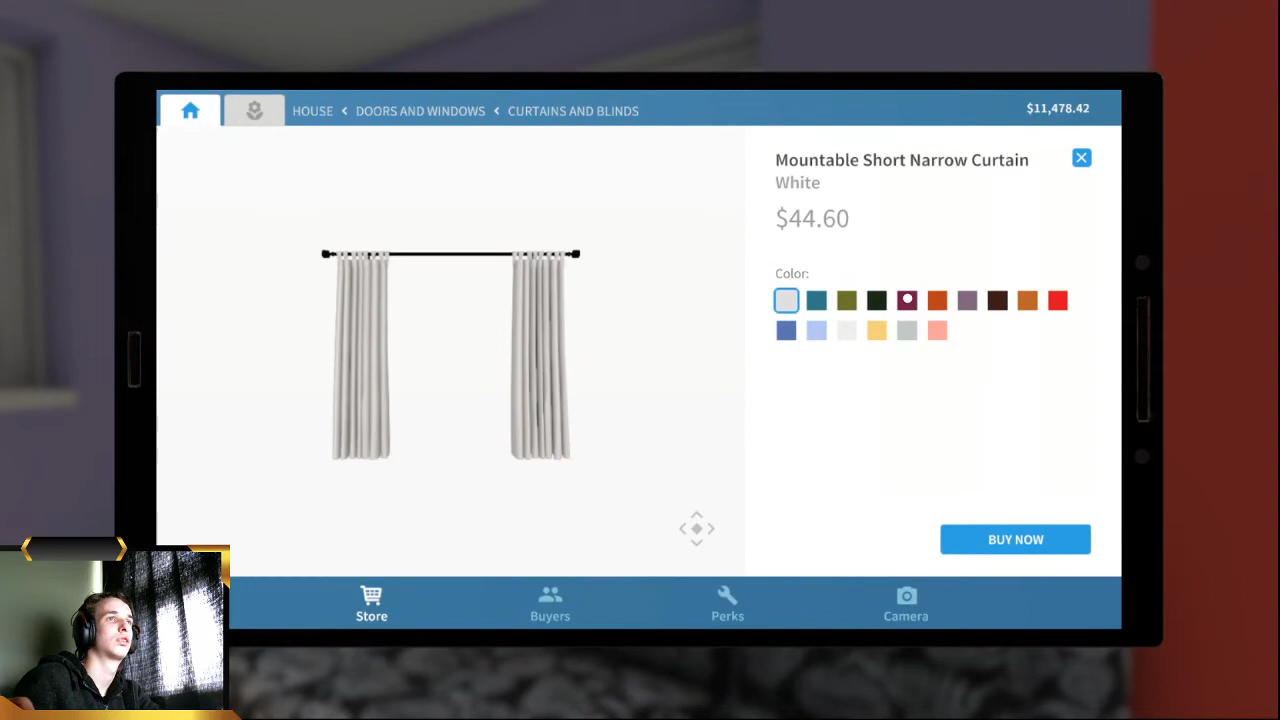 HOUSE < DOORS AND WINDOWS < CURTAINS AND BLINDS
$11,478.42
Mountable Short Narrow Curtain
White
$44.60
Color:
BUY NOW
Store
Buyers
Perks
Camera